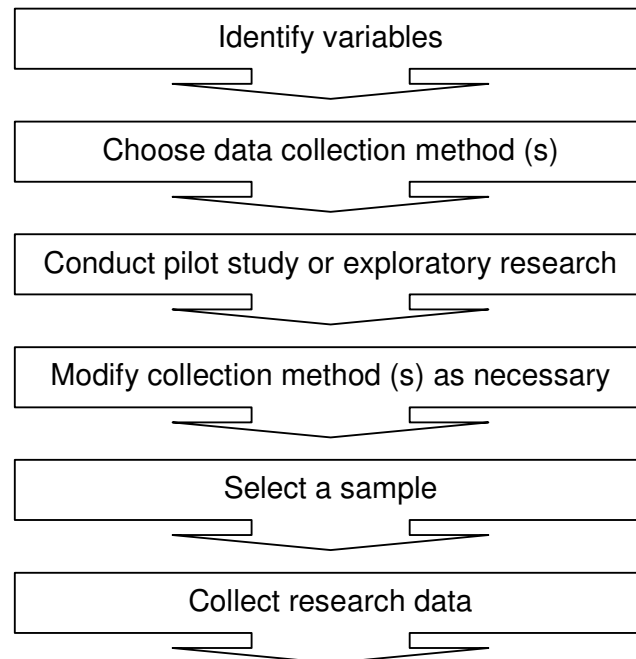 Identify variables
Choose data collection method (s)
Conduct pilot study or exploratory research
Modify collection method (s) as necessary
Select a sample
Collect research data